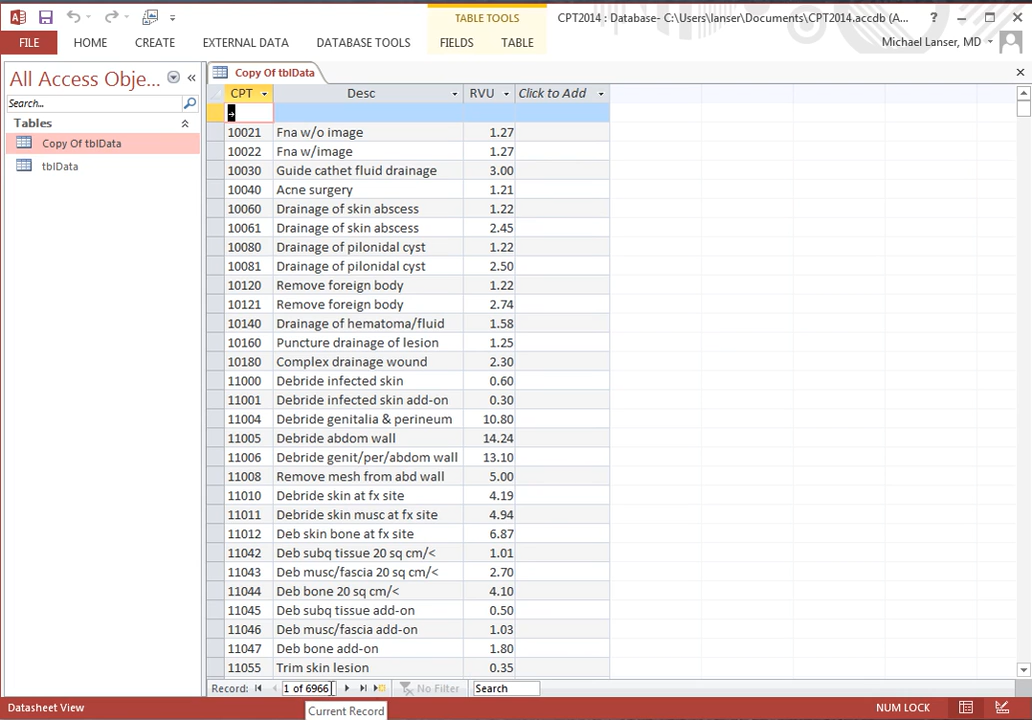 TABLE TOOLS
CPT2014 : Database- C:\Users\lanser\Documents\CPT2014.accdb (A...
?
FILE
HOME
CREATE
EXTERNAL DATA
DATABASE TOOLS
FIELDS
TABLE
Michael Lanser, MD
All Access Obje...
Search...
Tables
Copy Of tblData
tblData
Copy Of tblData
CPT Desc RVU Click to Add
10021 Fna w/o image 1.27
10022 Fna w/image 1.27
10030 Guide cathet fluid drainage 3.00
10040 Acne surgery 1.21
10060 Drainage of skin abscess 1.22
10061 Drainage of skin abscess 2.45
10080 Drainage of pilonidal cyst 1.22
10081 Drainage of pilonidal cyst 2.50
10120 Remove foreign body 1.22
10121 Remove foreign body 2.74
10140 Drainage of hematoma/fluid 1.58
10160 Puncture drainage of lesion 1.25
10180 Complex drainage wound 2.30
11000 Debride infected skin 0.60
11001 Debride infected skin add-on 0.30
11004 Debride genitalia & perineum 10.80
11005 Debride abdom wall 14.24
11006 Debride genit/per/abdom wall 13.10
11008 Remove mesh from abd wall 5.00
11010 Debride skin at fx site 4.19
11011 Debride skin musc at fx site 4.94
11012 Deb skin bone at fx site 6.87
11042 Deb subq tissue 20 sq cm/< 1.01
11043 Deb musc/fascia 20 sq cm/< 2.70
11044 Deb bone 20 sq cm/< 4.10
11045 Deb subq tissue add-on 0.50
11046 Deb musc/fascia add-on 1.03
11047 Deb bone add-on 1.80
11055 Trim skin lesion 0.35
Record: 1 of 6966 No Filter Search
Current Record
Datasheet View
NUM LOCK